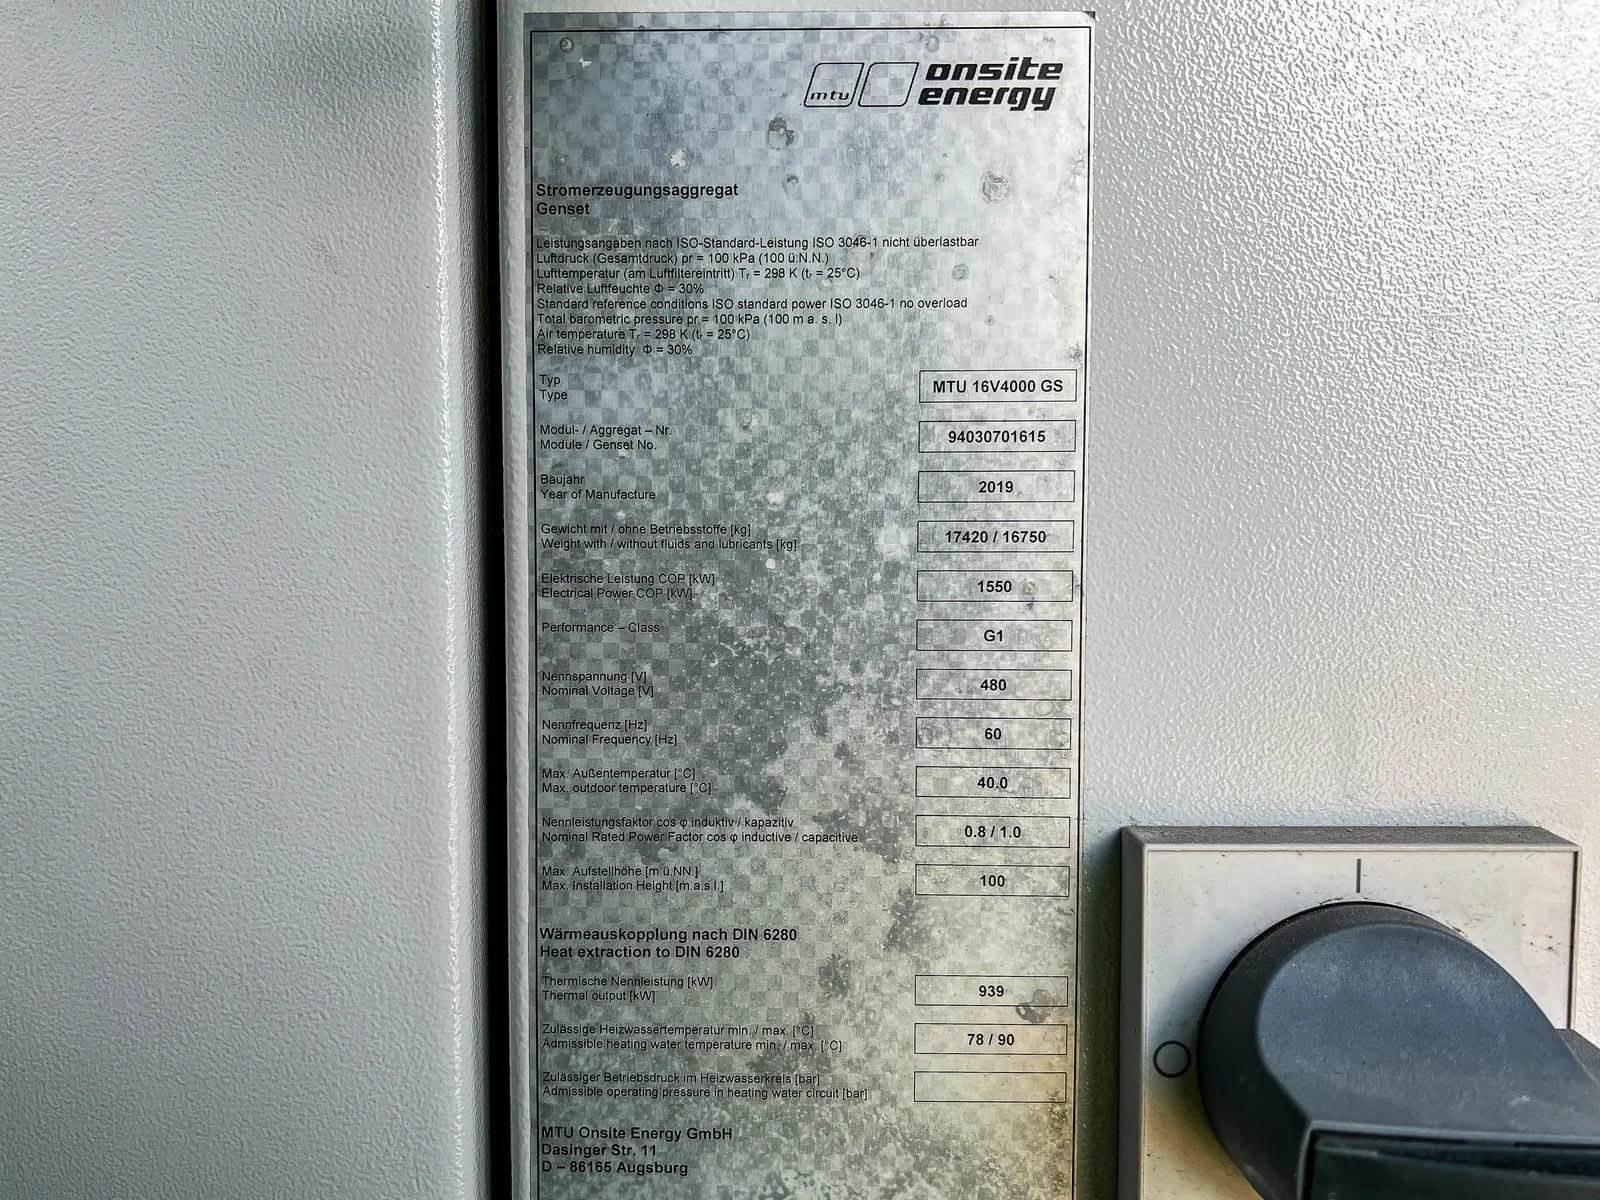 mtu onsite energy
Stromerzeugungsaggregat
Genset
Leistungsangaben nach ISO-Standard-Leistung ISO 3046-1 nicht überlastbar
Luftdruck (Gesamtdruck) pr = 100 kPa (100 ü.N.N.)
Lufttemperatur (am Luftfiltereintritt) Tᵣ = 298 K (tᵣ = 25°C)
Relative Luftfeuchte Φ = 30%
Standard reference conditions ISO standard power ISO 3046-1 no overload
Total barometric pressure pr = 100 kPa (100 m a. s. l)
Air temperature Tᵣ = 298 K (tᵣ = 25°C)
Relative humidity Φ = 30%
Typ
Type
MTU 16V4000 GS
Modul- / Aggregat – Nr.
Module / Genset No.
94030701615
Baujahr
Year of Manufacture
2019
Gewicht mit / ohne Betriebsstoffe [kg]
Weight with / without fluids and lubricants [kg]
17420 / 16750
Elektrische Leistung COP [kW]
Electrical Power COP [kW]
1550
Performance – Class
G1
Nennspannung [V]
Nominal Voltage [V]
480
Nennfrequenz [Hz]
Nominal Frequency [Hz]
60
Max. Außentemperatur [°C]
Max. outdoor temperature [°C]
40.0
Nennleistungsfaktor cos φ induktiv / kapazitiv
Nominal Rated Power Factor cos φ inductive / capacitive
0.8 / 1.0
Max. Aufstellhöhe [m.ü.NN.]
Max. Installation Height [m.a.s.l.]
100
Wärmeauskopplung nach DIN 6280
Heat extraction to DIN 6280
Thermische Nennleistung [kW]
Thermal output [kW]
939
Zulässige Heizwassertemperatur min. / max. [°C]
Admissible heating water temperature min. / max. [°C]
78 / 90
Zulässiger Betriebsdruck im Heizwasserkreis [bar]
Admissible operating pressure in heating water circuit [bar]
MTU Onsite Energy GmbH
Dasinger Str. 11
D – 86165 Augsburg